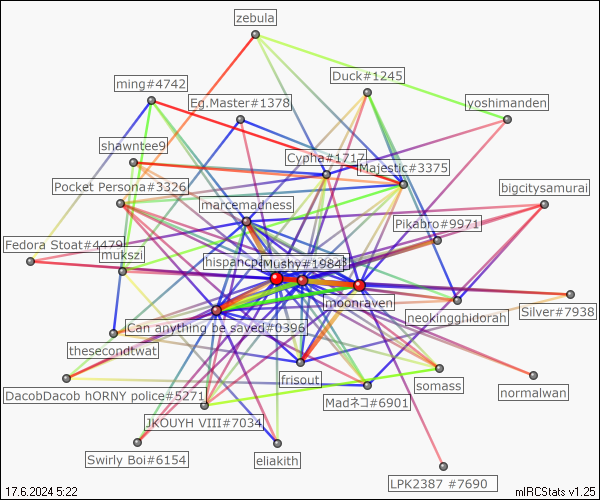 zebula
Duck#1245
ming#4742
Eg.Master#1378
yoshimanden
shawntee9
Cypha#1717
Majestic#3375
Pocket Persona#3326
bigcitysamurai
marcemadness
Pikabro#9971
Fedora Stoat#4479
mukszi
Mushy#1984
moonraven
Silver#7938
neokingghidorah
Can anything be saved#0396
thesecondtwat
frisout
somass
normalwan
DacobDacob hORNY police#5271
Madネコ#6901
JKOUYH VIII#7034
Swirly Boi#6154
eliakith
LPK2387 #7690
17.6.2024 5:22
mIRCStats v1.25